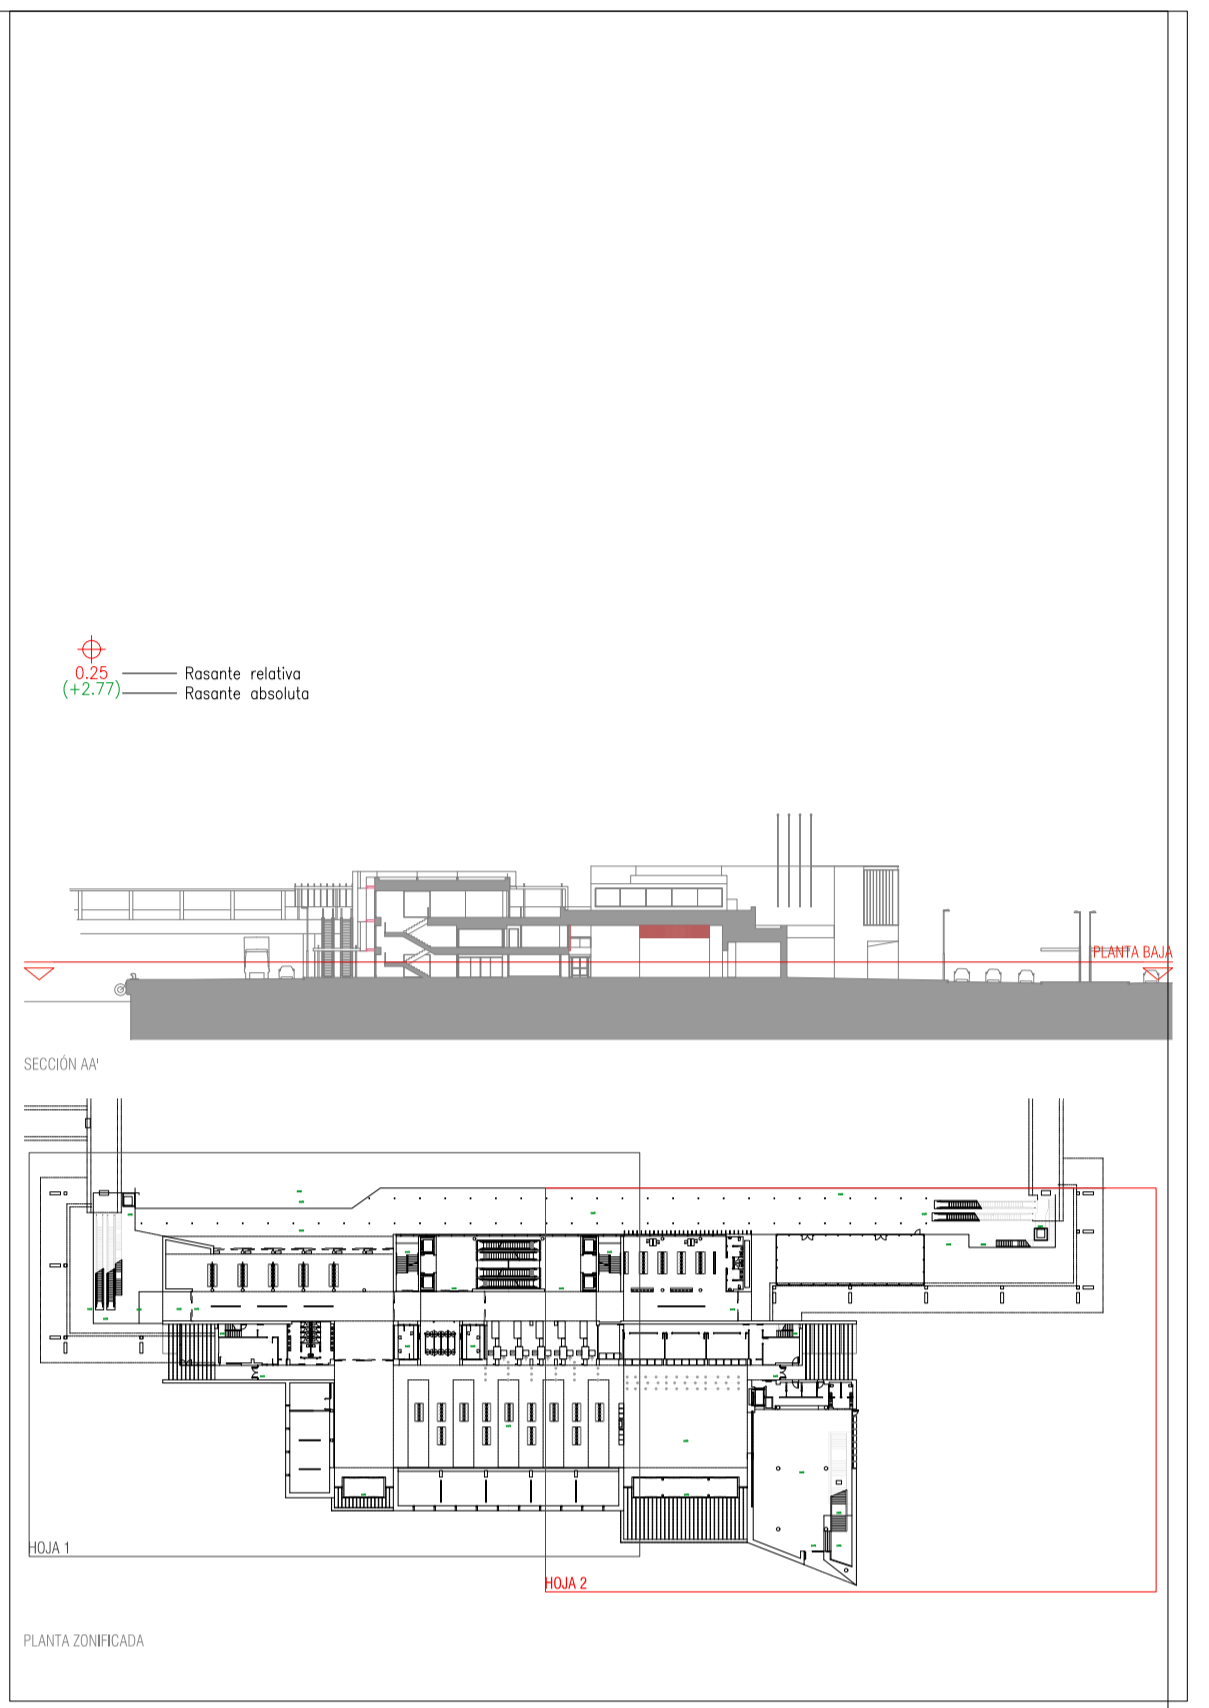 0.25
Rasante relativa
(+2.77)
Rasante absoluta
PLANTA BAJA
SECCIÓN AA'
HOJA 1
HOJA 2
PLANTA ZONIFICADA